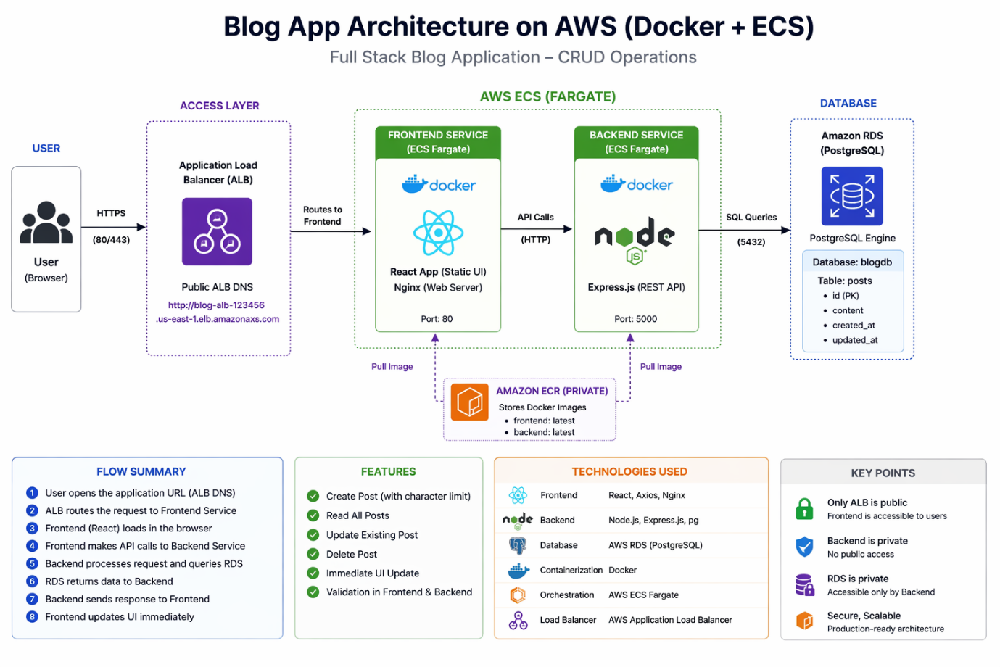 Blog App Architecture on AWS (Docker + ECS)
Full Stack Blog Application – CRUD Operations
USER
User
(Browser)
HTTPS
(80/443)
ACCESS LAYER
Application Load
Balancer (ALB)
Public ALB DNS
http://blog-alb-123456
.us-east-1.elb.amazonaxs.com
Routes to
Frontend
AWS ECS (FARGATE)
FRONTEND SERVICE
(ECS Fargate)
docker
React App (Static UI)
Nginx (Web Server)
Port: 80
API Calls
(HTTP)
BACKEND SERVICE
(ECS Fargate)
docker
node
JS
Express.js (REST API)
Port: 5000
SQL Queries
(5432)
DATABASE
Amazon RDS
(PostgreSQL)
PostgreSQL Engine
Database: blogdb
Table: posts
• id (PK)
• content
• created_at
• updated_at
Pull Image
Pull Image
AMAZON ECR (PRIVATE)
Stores Docker Images
• frontend: latest
• backend: latest
FLOW SUMMARY
1 User opens the application URL (ALB DNS)
2 ALB routes the request to Frontend Service
3 Frontend (React) loads in the browser
4 Frontend makes API calls to Backend Service
5 Backend processes request and queries RDS
6 RDS returns data to Backend
7 Backend sends response to Frontend
8 Frontend updates UI immediately
FEATURES
Create Post (with character limit)
Read All Posts
Update Existing Post
Delete Post
Immediate UI Update
Validation in Frontend & Backend
TECHNOLOGIES USED
Frontend React, Axios, Nginx
node Backend Node.js, Express.js, pg
Database AWS RDS (PostgreSQL)
Containerization Docker
Orchestration AWS ECS Fargate
Load Balancer AWS Application Load Balancer
KEY POINTS
Only ALB is public
Frontend is accessible to users
Backend is private
No public access
RDS is private
Accessible only by Backend
Secure, Scalable
Production-ready architecture